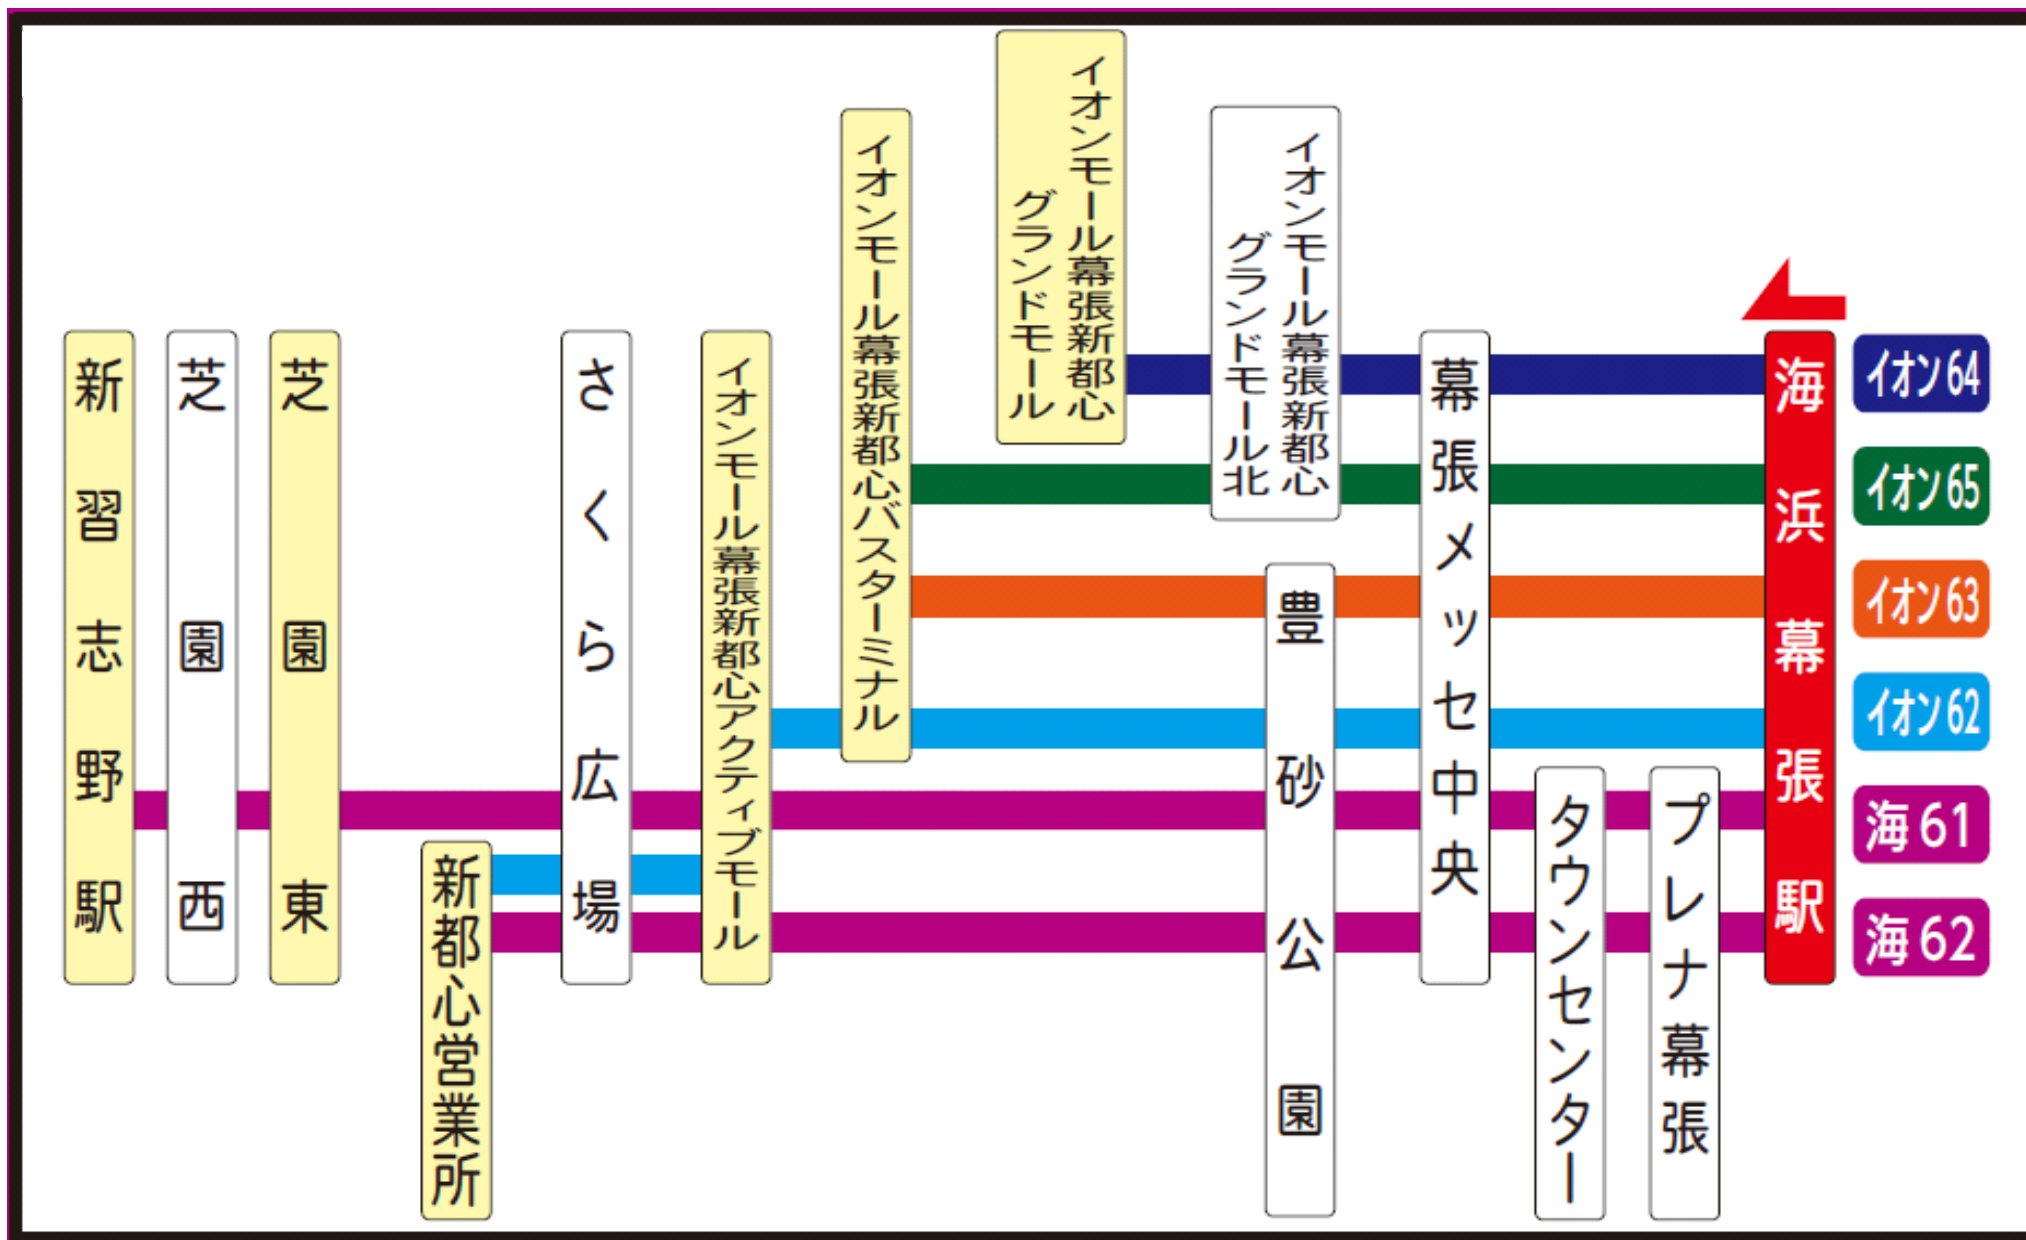 イオン64
イオン65
イオン63
イオン62
海61
海62
海浜幕張駅
プレナ幕張
タウンセンター
幕張メッセ中央
イオンモール幕張新都心
グランドモール北
豊砂公園
イオンモール幕張新都心
グランドモール
イオンモール幕張新都心バスターミナル
イオンモール幕張新都心アクティブモール
さくら広場
新都心営業所
芝園東
芝園西
新習志野駅